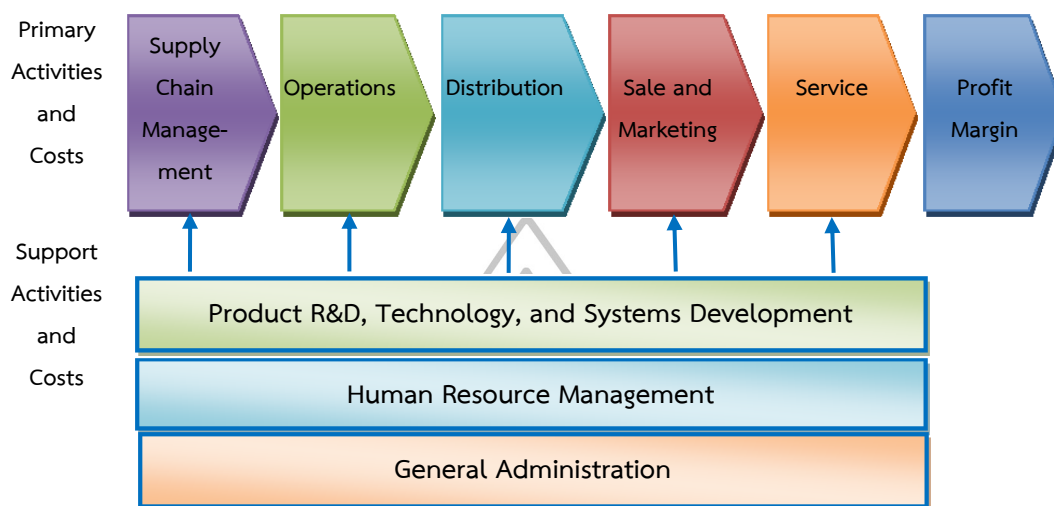 Primary
Activities
and
Costs
Supply
Chain
Manage-
ment
Operations
Distribution
Sale and
Marketing
Service
Profit
Margin
Support
Activities
and
Costs
Product R&D, Technology, and Systems Development
Human Resource Management
General Administration